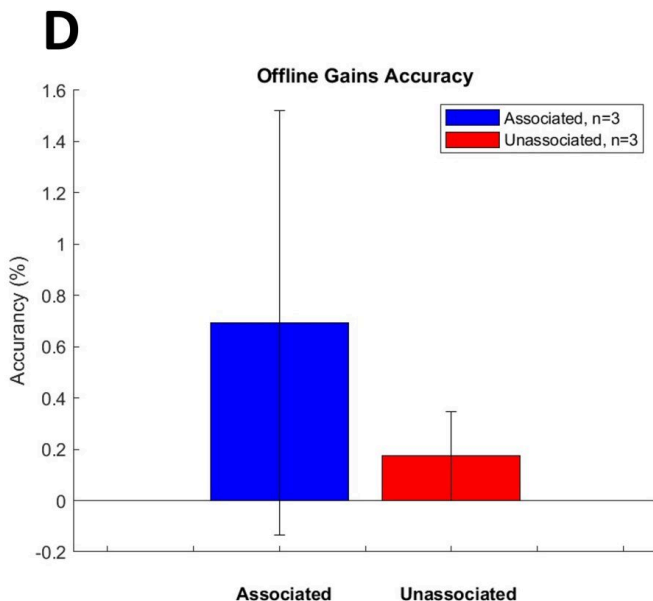 D
Offline Gains Accuracy
Associated, n=3
Unassociated, n=3
Accurancy (%)
1.6
1.4
1.2
1
0.8
0.6
0.4
0.2
0
-0.2
Associated Unassociated